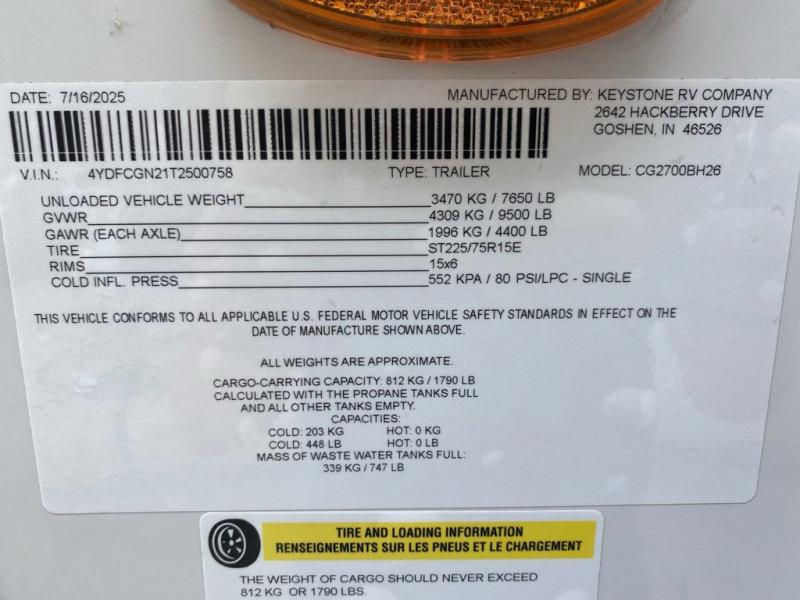 DATE: 7/16/2025
MANUFACTURED BY: KEYSTONE RV COMPANY
2642 HACKBERRY DRIVE
GOSHEN, IN 46526
V.I.N.: 4YDFCGN21T2500758 TYPE: TRAILER MODEL: CG2700BH26
UNLOADED VEHICLE WEIGHT 3470 KG / 7650 LB
GVWR 4309 KG / 9500 LB
GAWR (EACH AXLE) 1996 KG / 4400 LB
TIRE ST225/75R15E
RIMS 15x6
COLD INFL. PRESS 552 KPA / 80 PSI/LPC - SINGLE
THIS VEHICLE CONFORMS TO ALL APPLICABLE U.S. FEDERAL MOTOR VEHICLE SAFETY STANDARDS IN EFFECT ON THE
DATE OF MANUFACTURE SHOWN ABOVE.
ALL WEIGHTS ARE APPROXIMATE.
CARGO-CARRYING CAPACITY: 812 KG / 1790 LB
CALCULATED WITH THE PROPANE TANKS FULL
AND ALL OTHER TANKS EMPTY.
CAPACITIES:
COLD: 203 KG HOT: 0 KG
COLD: 448 LB HOT: 0 LB
MASS OF WASTE WATER TANKS FULL:
339 KG / 747 LB
TIRE AND LOADING INFORMATION
RENSEIGNEMENTS SUR LES PNEUS ET LE CHARGEMENT
THE WEIGHT OF CARGO SHOULD NEVER EXCEED
812 KG OR 1790 LBS.